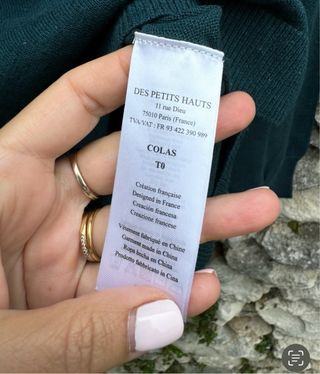 DES PETITS HAUTS
11 rue Dieu
75010 Paris (France)
TVA/VAT : FR 93 422 390 989
COLAS
T0
Création française
Designed in France
Creación francesa
Creazione francese
Vêtement fabriqué en Chine
Garment made in China
Ropa hecha en China
Prodotto fabbricato in Cina